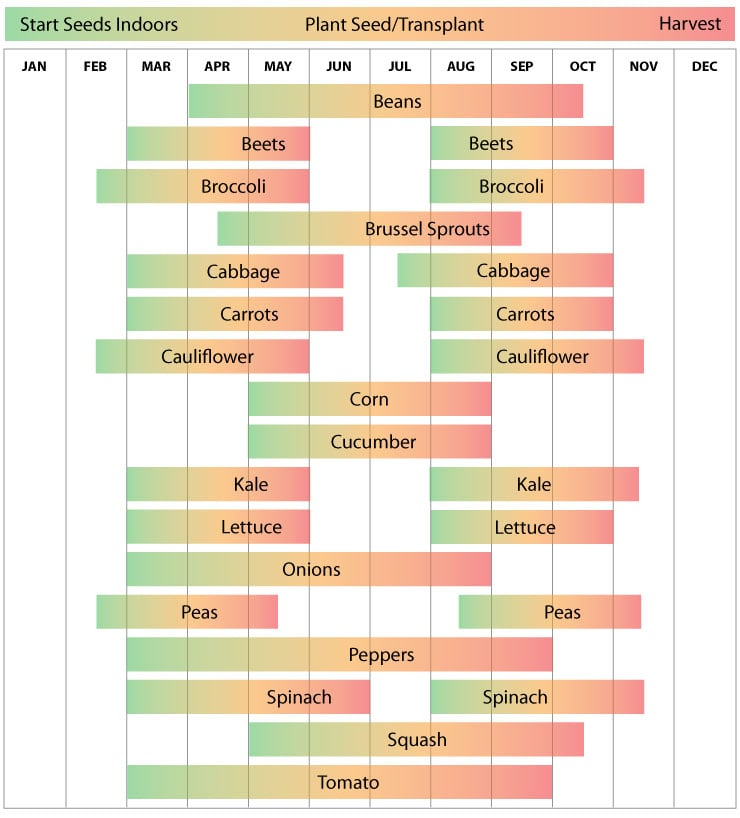 Start Seeds Indoors Plant Seed/Transplant Harvest
JAN FEB MAR APR MAY JUN JUL AUG SEP OCT NOV DEC
Beans
Beets Beets
Broccoli Broccoli
Brussel Sprouts
Cabbage Cabbage
Carrots Carrots
Cauliflower Cauliflower
Corn
Cucumber
Kale Kale
Lettuce Lettuce
Onions
Peas Peas
Peppers
Spinach Spinach
Squash
Tomato